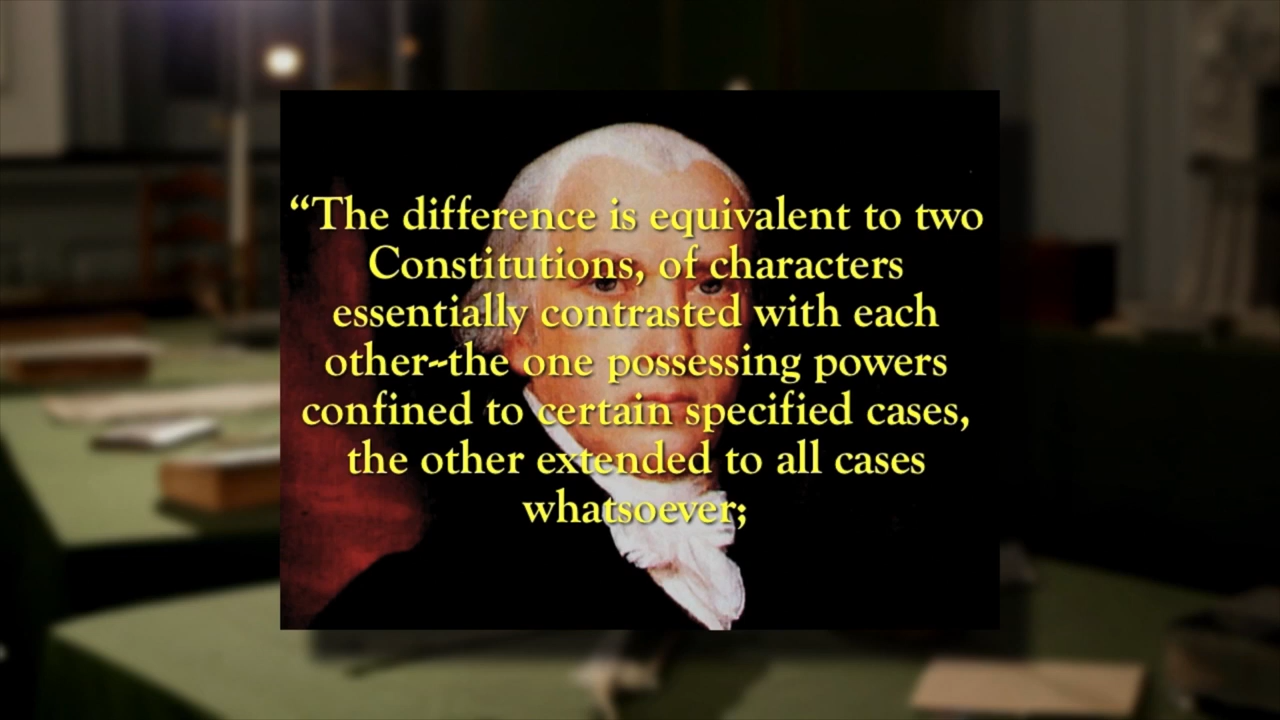 “The difference is equivalent to two
Constitutions, of characters
essentially contrasted with each
other--the one possessing powers
confined to certain specified cases,
the other extended to all cases
whatsoever;